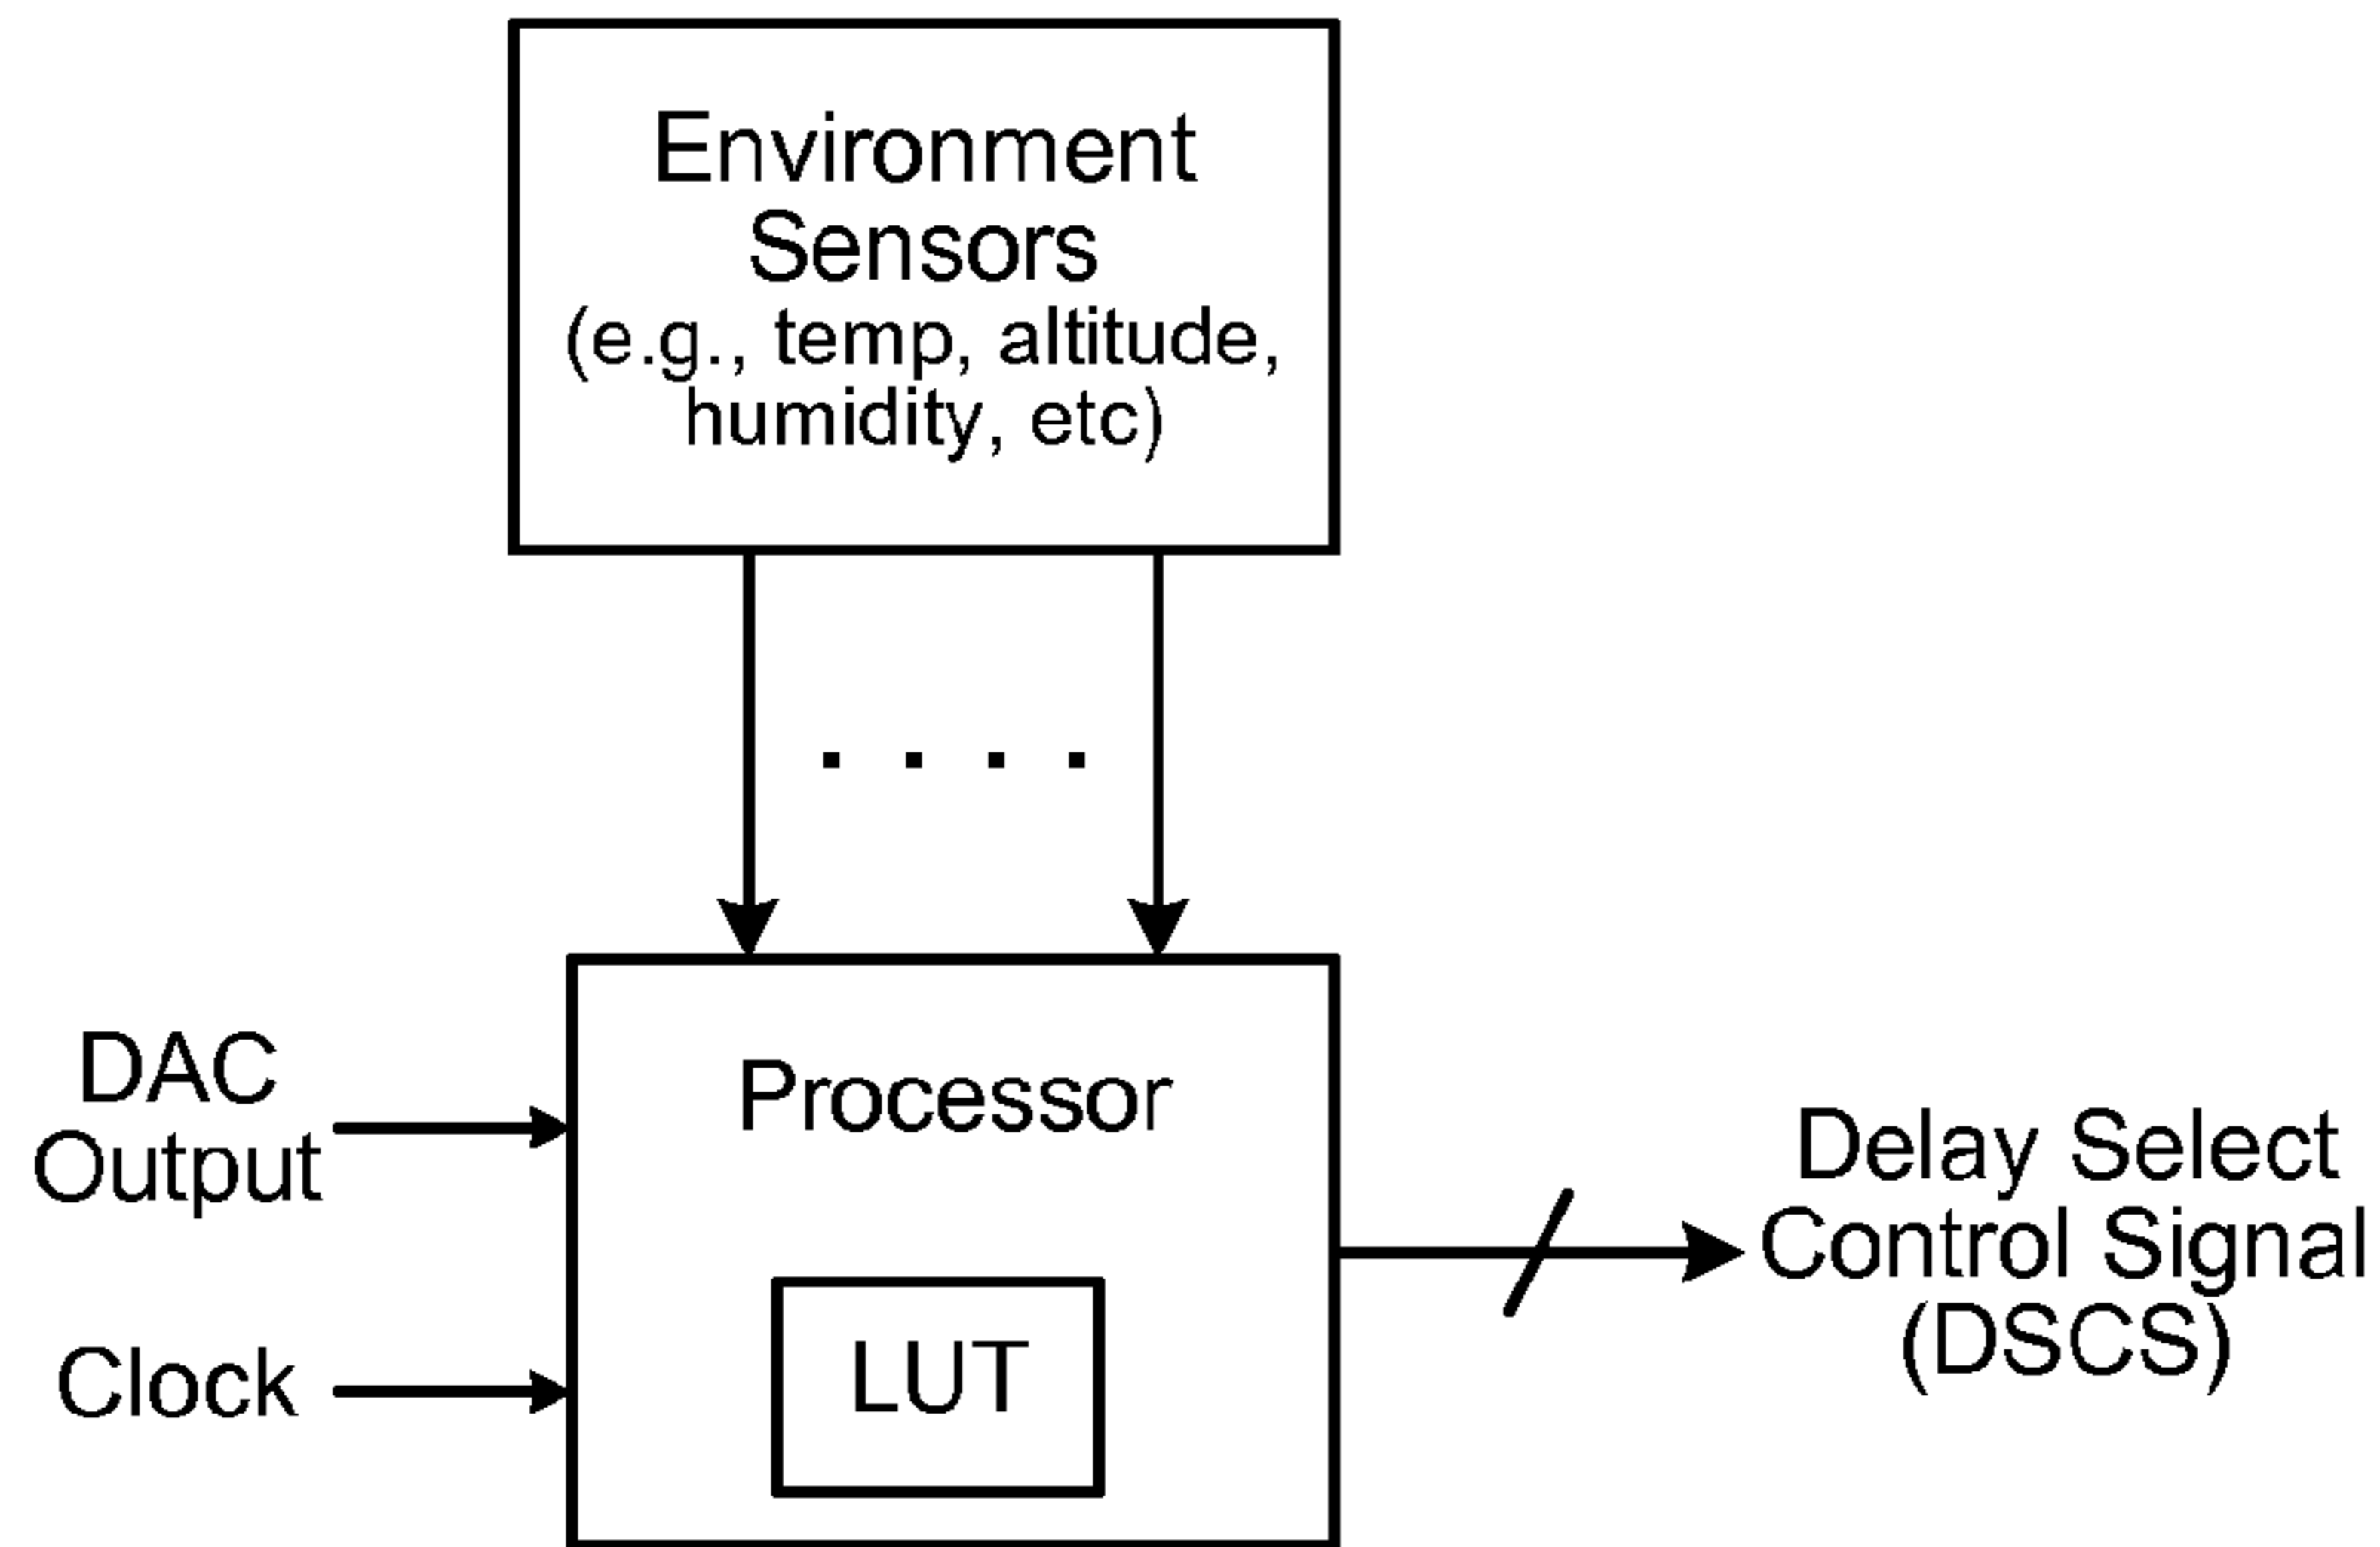 Environment
Sensors
(e.g., temp, altitude,
humidity, etc)
. . . .
DAC
Output
Processor
Delay Select
Control Signal
(DSCS)
Clock
LUT